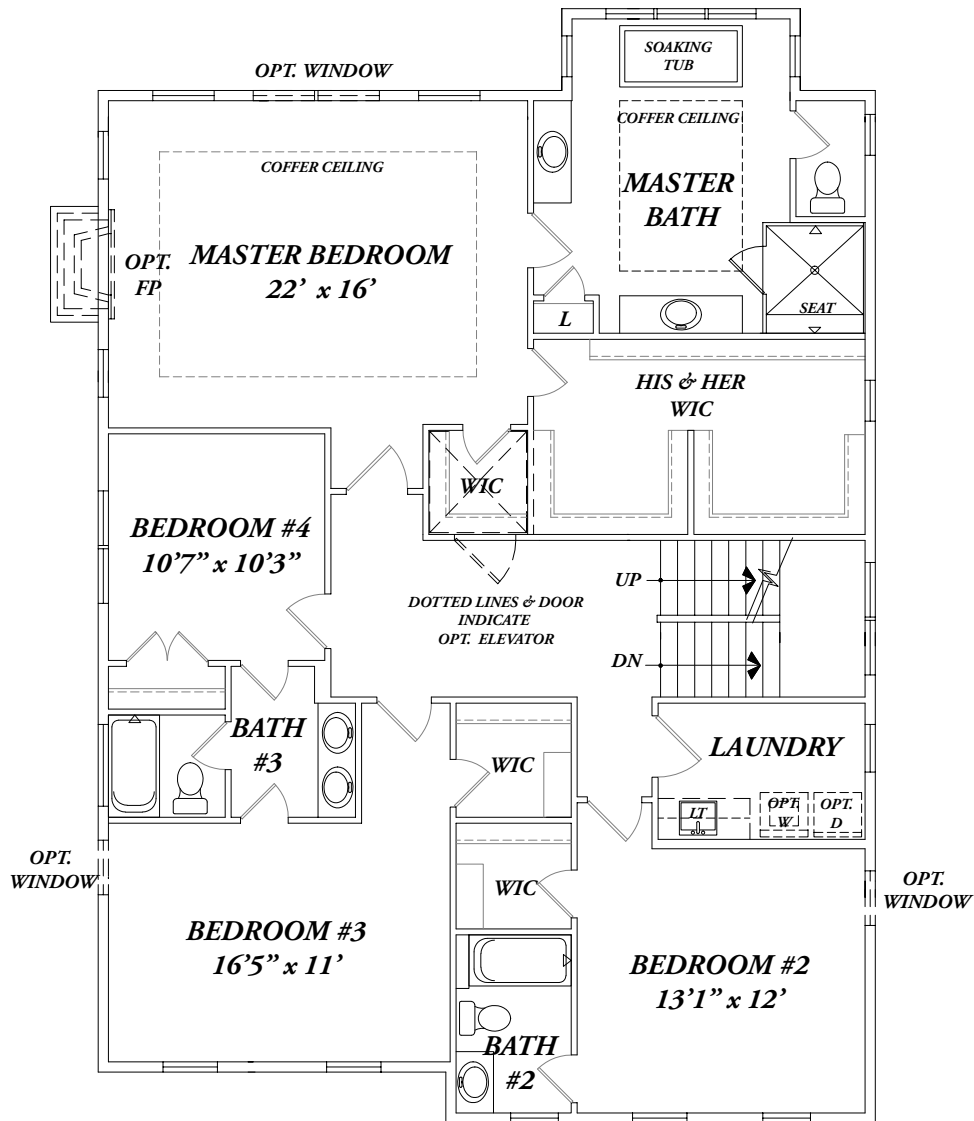 OPT. WINDOW
SOAKING
TUB
COFFER CEILING
COFFER CEILING
MASTER
BATH
MASTER BEDROOM
22’ x 16’
OPT.
FP
SEAT
L
HIS & HER
WIC
WIC
BEDROOM #4
10’7” x 10’3”
UP
DOTTED LINES & DOOR
INDICATE
OPT. ELEVATOR
DN
BATH
#3
LAUNDRY
WIC
LT
OPT.
W
OPT.
D
OPT.
WINDOW
WIC
OPT.
WINDOW
BEDROOM #3
16’5” x 11’
BEDROOM #2
13’1” x 12’
BATH
#2